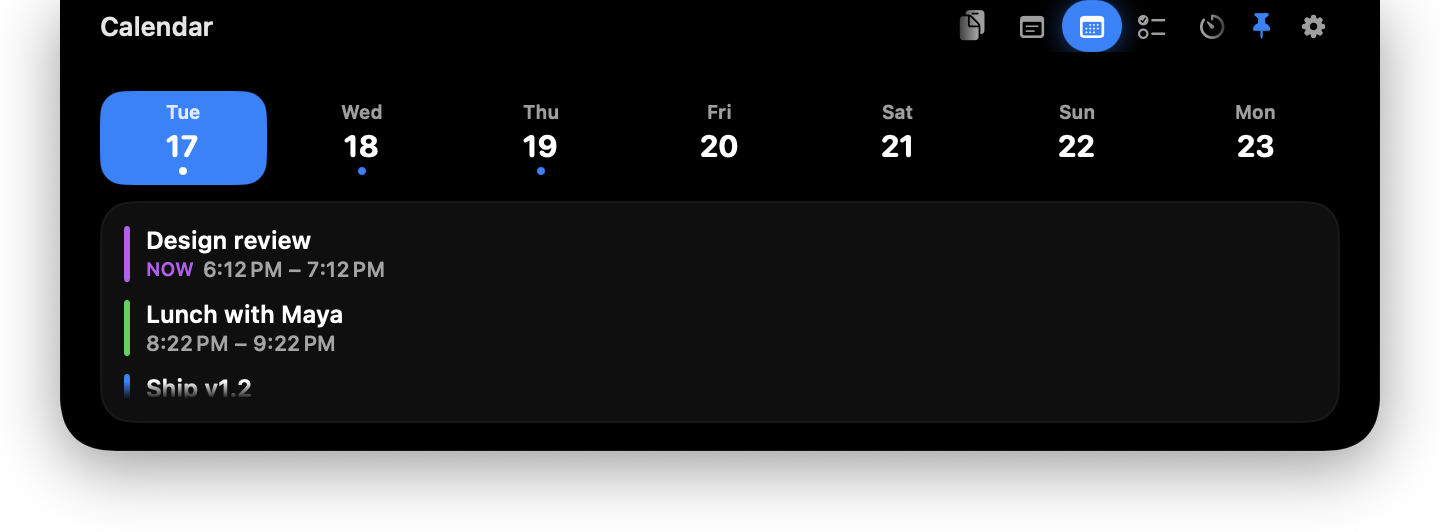 Calendar
Tue Wed Thu Fri Sat Sun Mon
17 18 19 20 21 22 23
Design review
NOW 6:12 PM – 7:12 PM
Lunch with Maya
8:22 PM – 9:22 PM
Ship v1.2